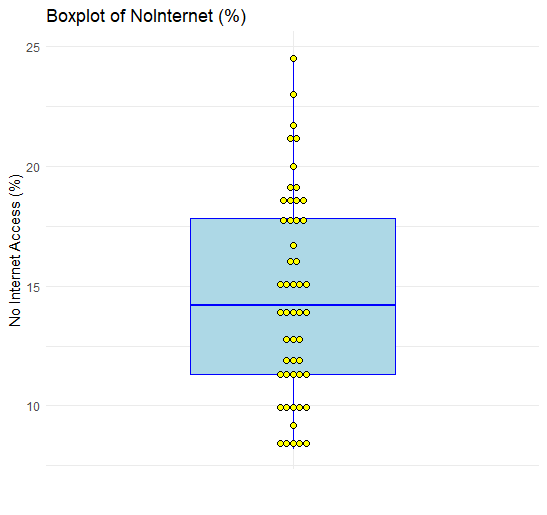 Boxplot of NoInternet (%)
No Internet Access (%)
25
20
15
10